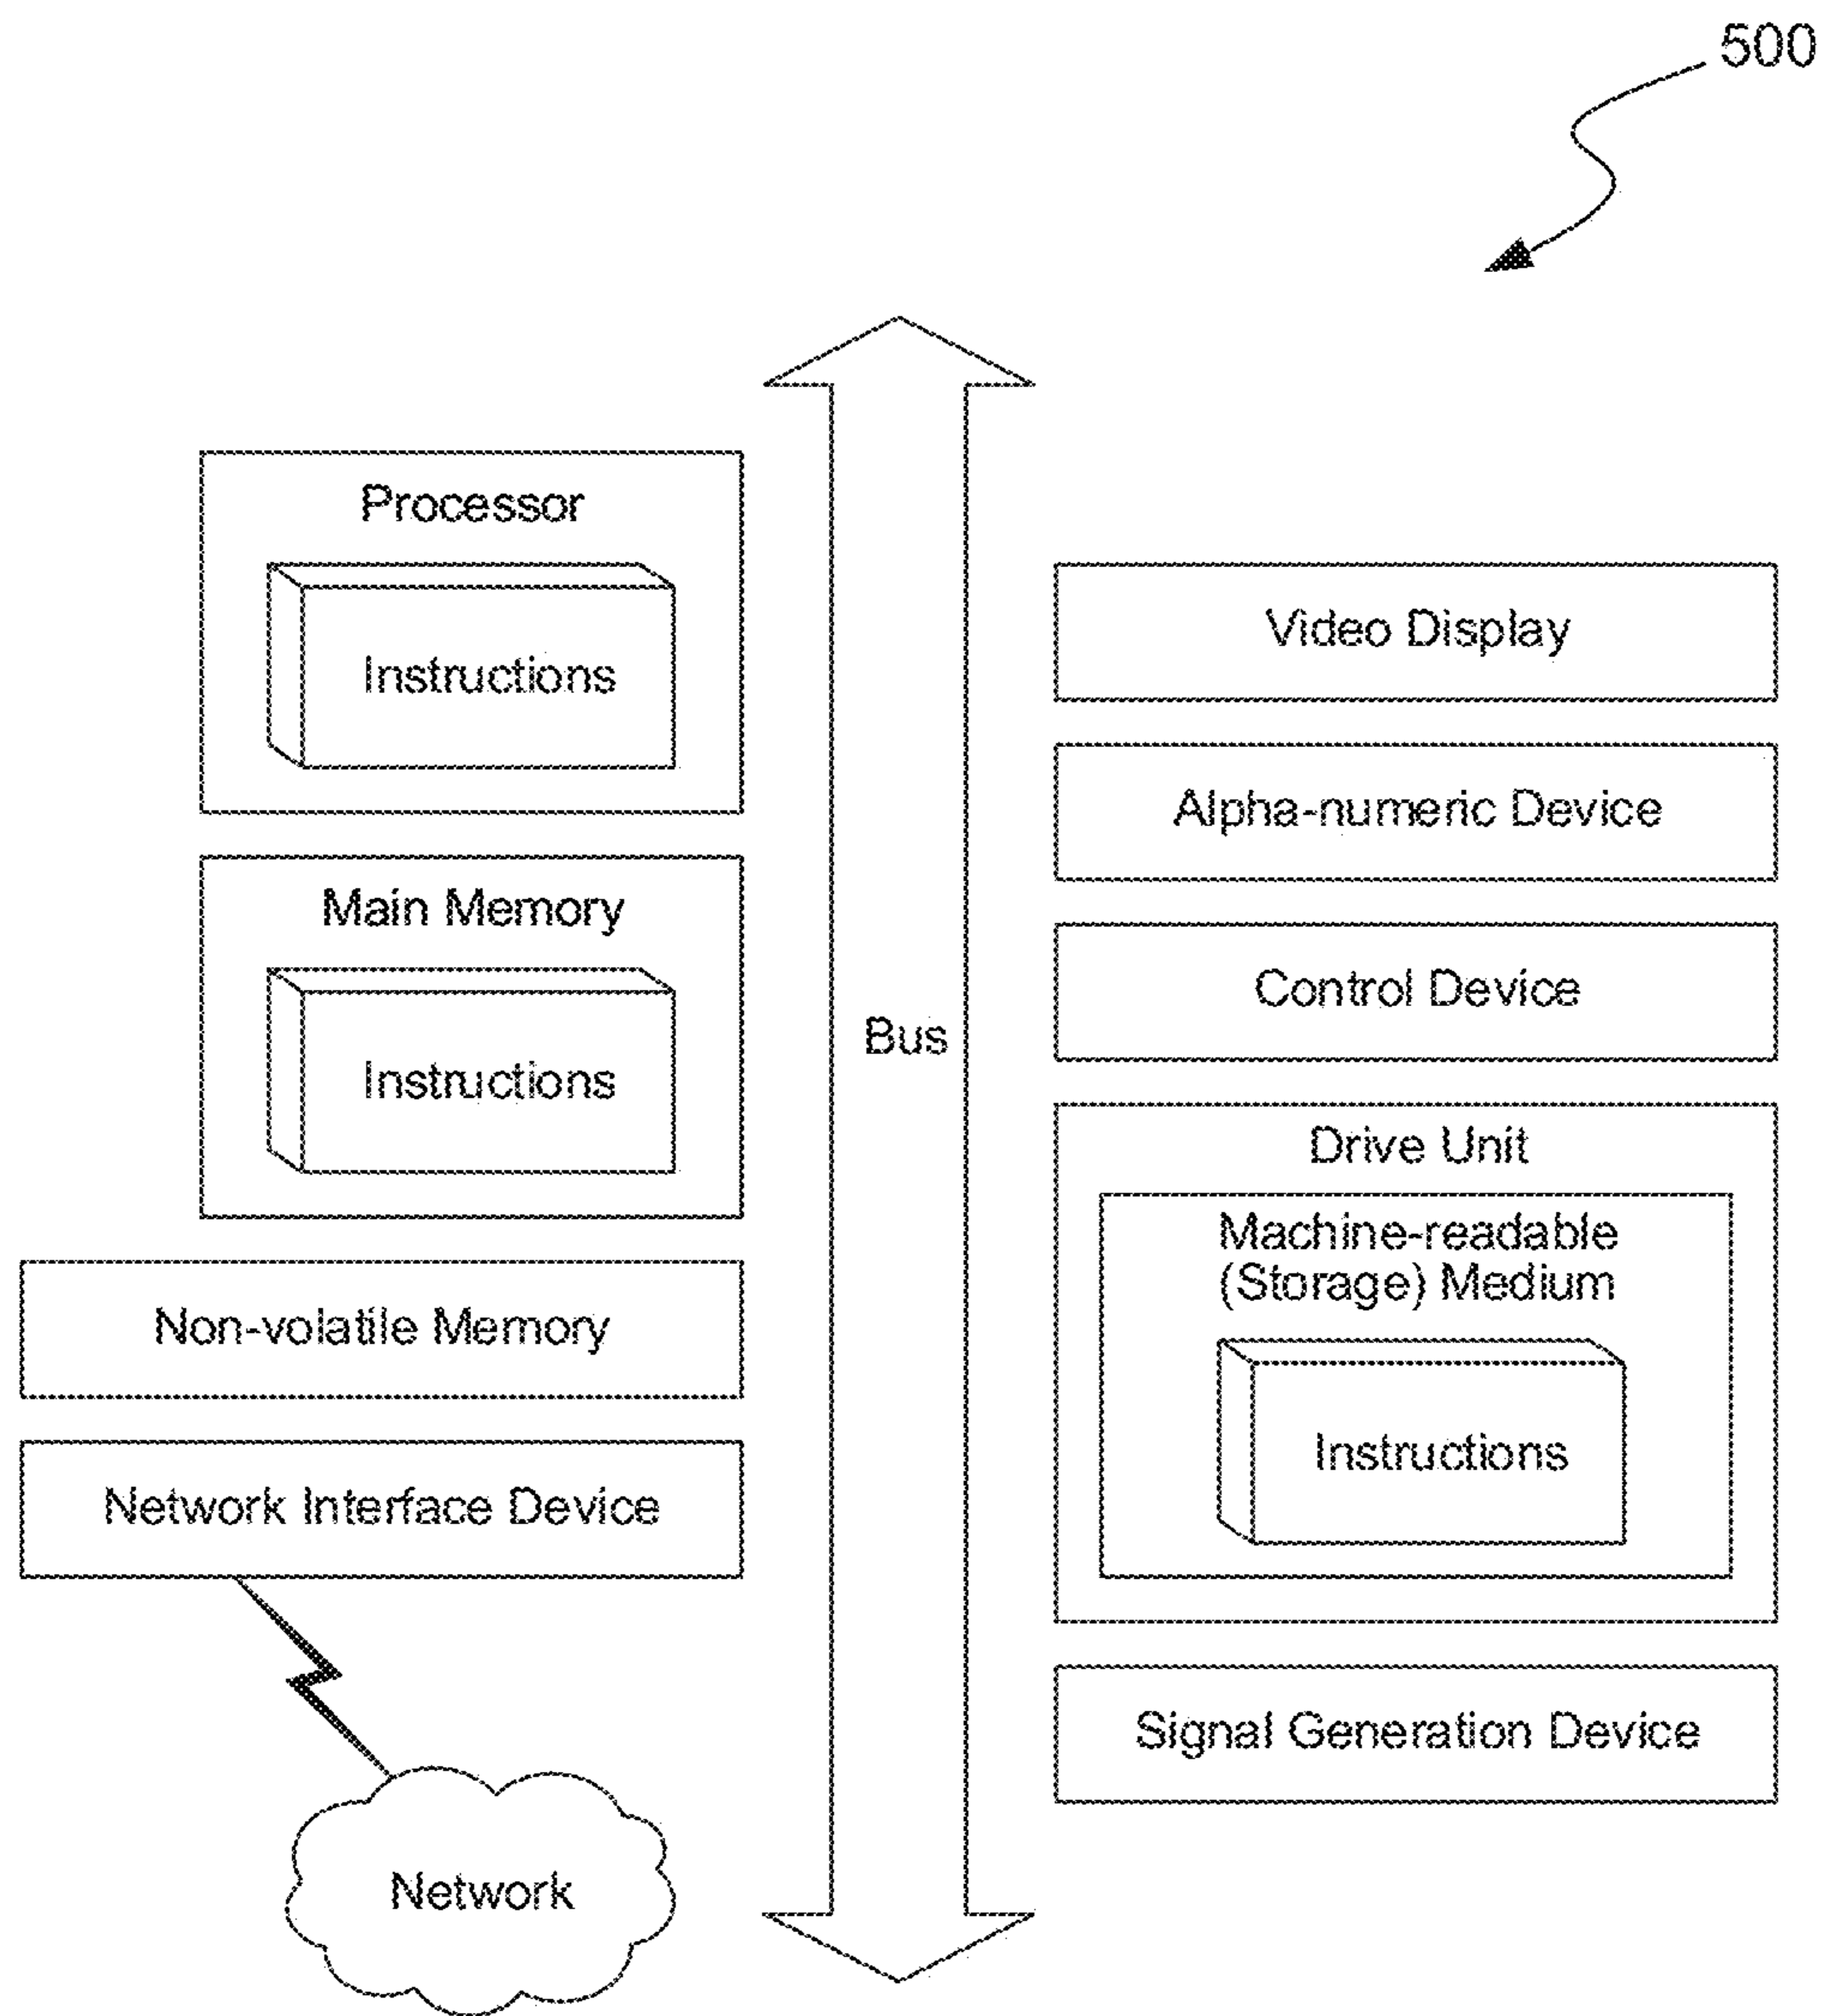 500
Processor
Instructions
Main Memory
Instructions
Non-volatile Memory
Network Interface Device
Network
Bus
Video Display
Alpha-numeric Device
Control Device
Drive Unit
Machine-readable
(Storage) Medium
Instructions
Signal Generation Device